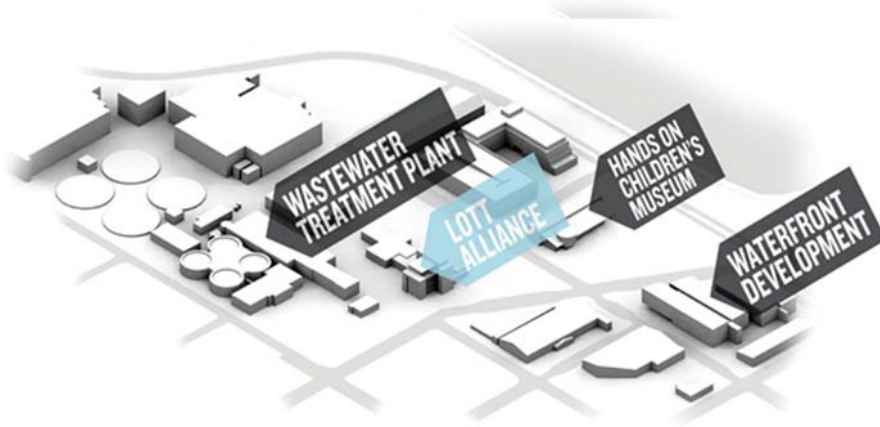 WASTEWATER
TREATMENT PLANT
LOTT
ALLIANCE
HANDS ON
CHILDREN'S
MUSEUM
WATERFRONT
DEVELOPMENT